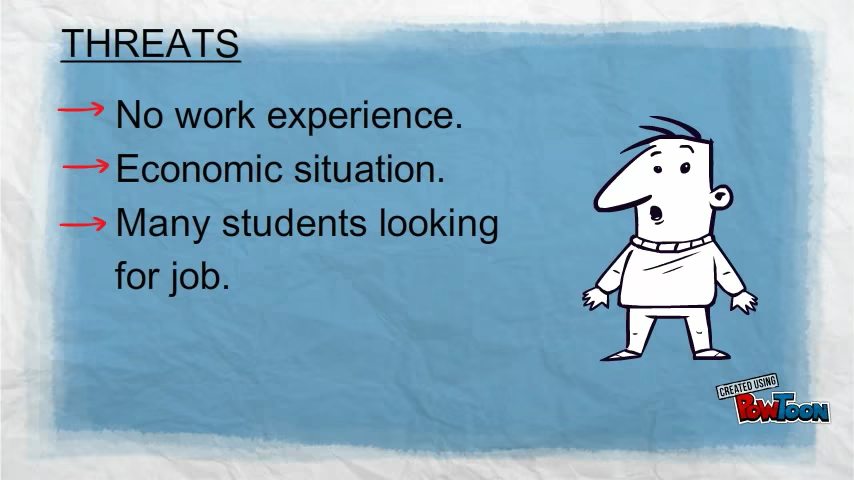 THREATS
No work experience.
Economic situation.
Many students looking
for job.
CREATED USING
POWTOON